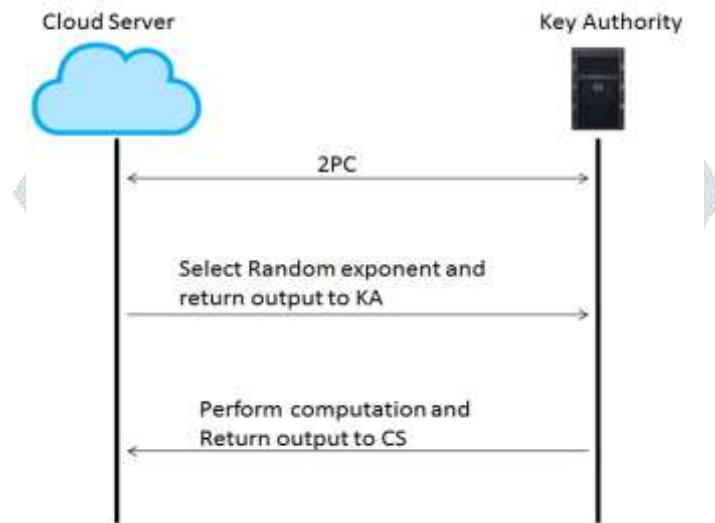 Cloud Server
Key Authority
2PC
Select Random exponent and
return output to KA
Perform computation and
Return output to CS